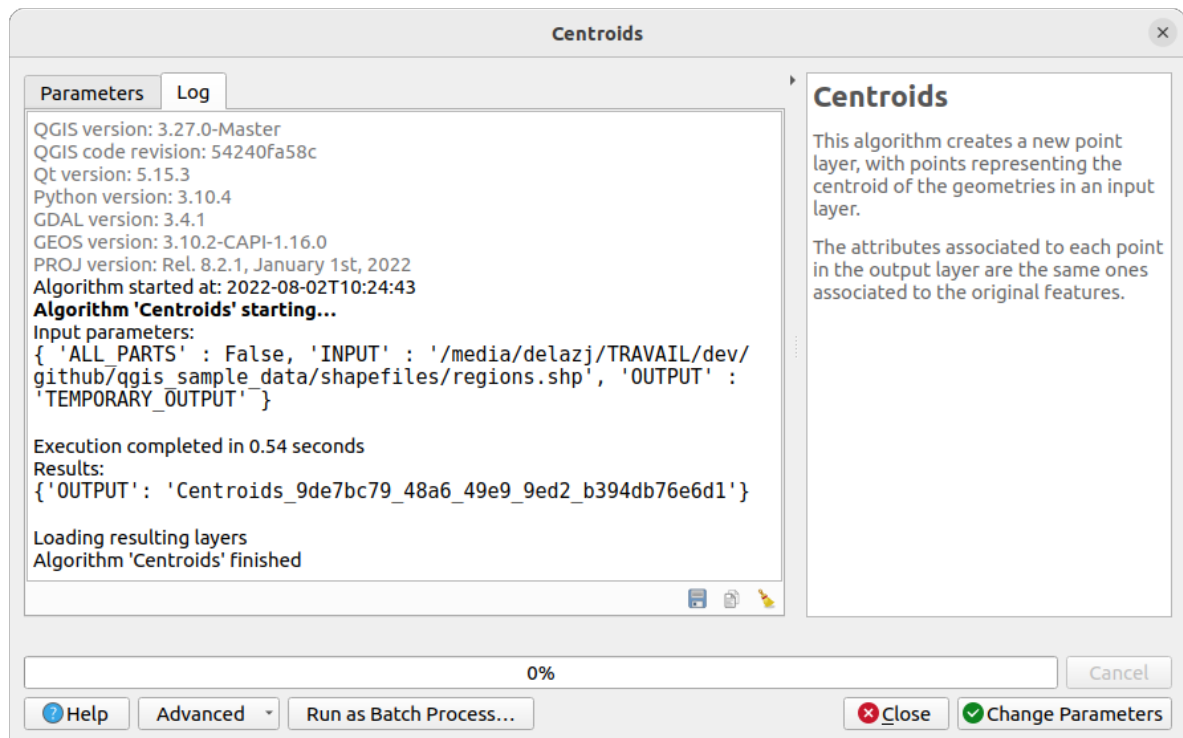 Centroids
Parameters
Log
QGIS version: 3.27.0-Master
QGIS code revision: 54240fa58c
Qt version: 5.15.3
Python version: 3.10.4
GDAL version: 3.4.1
GEOS version: 3.10.2-CAPI-1.16.0
PROJ version: Rel. 8.2.1, January 1st, 2022
Algorithm started at: 2022-08-02T10:24:43
Algorithm 'Centroids' starting…
Input parameters:
{ 'ALL_PARTS' : False, 'INPUT' : '/media/delazj/TRAVAIL/dev/
github/qgis_sample_data/shapefiles/regions.shp', 'OUTPUT' :
'TEMPORARY_OUTPUT' }
Execution completed in 0.54 seconds
Results:
{'OUTPUT': 'Centroids_9de7bc79_48a6_49e9_9ed2_b394db76e6d1'}
Loading resulting layers
Algorithm 'Centroids' finished
Centroids
This algorithm creates a new point
layer, with points representing the
centroid of the geometries in an input
layer.
The attributes associated to each point
in the output layer are the same ones
associated to the original features.
0%
Cancel
Help
Advanced
Run as Batch Process…
Close
Change Parameters